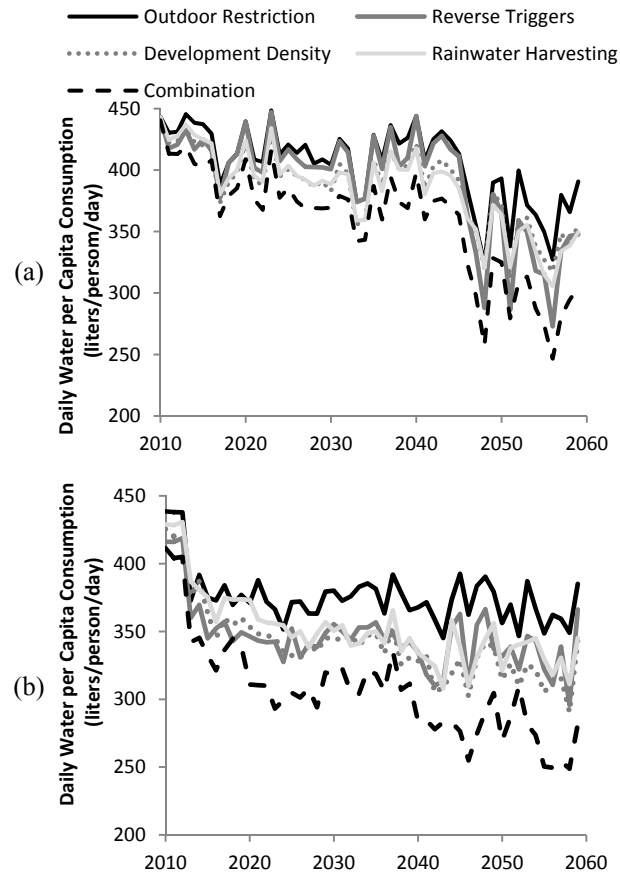 Outdoor Restriction Reverse Triggers
Development Density Rainwater Harvesting
Combination
(a)
Daily Water per Capita Consumption
(liters/persom/day)
450
400
350
300
250
200
2010 2020 2030 2040 2050 2060
(b)
Daily Water per Capita Consumption
(liters/person/day)
450
400
350
300
250
200
2010 2020 2030 2040 2050 2060